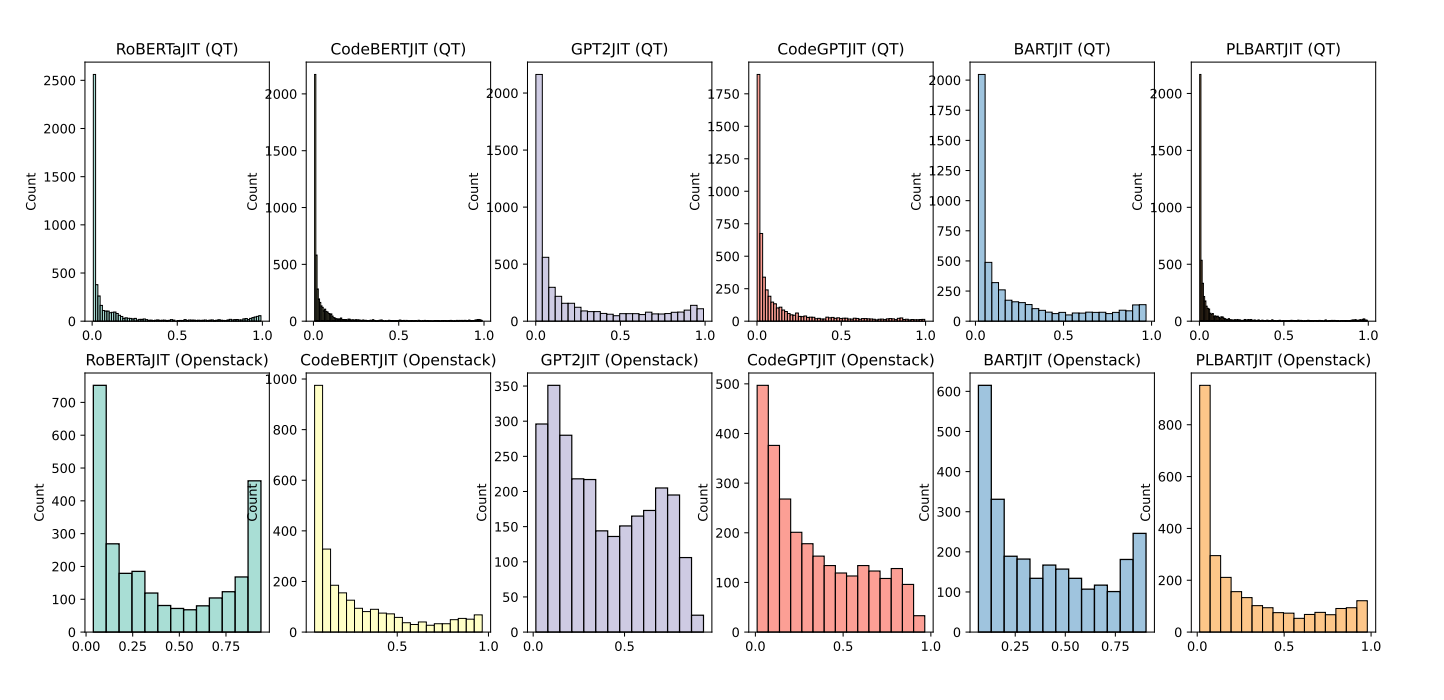 RoBERTaJIT (QT)
Count
2500
2000
1500
1000
500
0
0.0 0.5 1.0
CodeBERTJIT (QT)
Count
2000
1500
1000
500
0
0.0 0.5 1.0
GPT2JIT (QT)
Count
2000
1500
1000
500
0
0.0 0.5 1.0
CodeGPTJIT (QT)
Count
1750
1500
1250
1000
750
500
250
0
0.0 0.5 1.0
BARTJIT (QT)
Count
2000
1750
1500
1250
1000
750
500
250
0
0.0 0.5 1.0
PLBARTJIT (QT)
Count
2000
1500
1000
500
0
0.0 0.5 1.0
RoBERTaJIT (Openstack)
Count
700
600
500
400
300
200
100
0
0.00 0.25 0.50 0.75
CodeBERTJIT (Openstack)
Count
1000
800
600
400
200
0
0.5 1.0
GPT2JIT (Openstack)
Count
350
300
250
200
150
100
50
0
0.0 0.5
CodeGPTJIT (Openstack)
Count
500
400
300
200
100
0
0.0 0.5 1.0
BARTJIT (Openstack)
Count
600
500
400
300
200
100
0
0.25 0.50 0.75
PLBARTJIT (Openstack)
Count
800
600
400
200
0
0.0 0.5 1.0